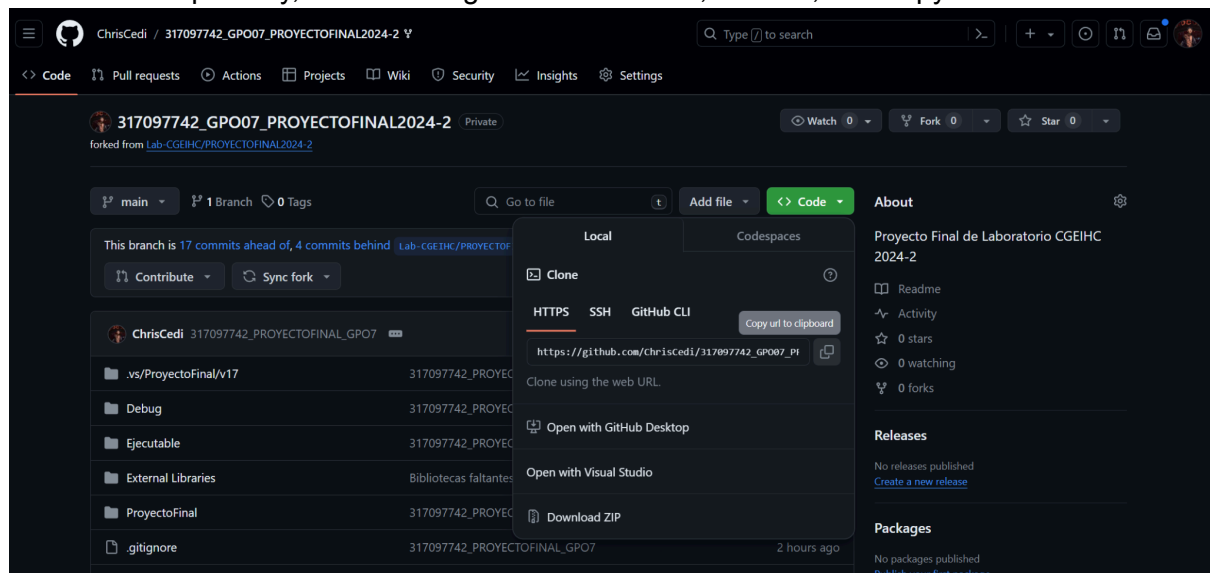 ChrisCedi / 317097742_GPO07_PROYECTOFINAL2024-2
Type / to search
Code Pull requests Actions Projects Wiki Security Insights Settings
317097742_GPO07_PROYECTOFINAL2024-2 Private
Watch 0 Fork 0 Star 0
forked from Lab-CGEIHC/PROYECTOFINAL2024-2
main 1 Branch 0 Tags
Go to file t Add file Code
This branch is 17 commits ahead of, 4 commits behind Lab-CGEIHC/PROYECTOF
Contribute Sync fork
ChrisCedi 317097742_PROYECTOFINAL_GPO7
.vs/ProyectoFinal/v17 317097742_PROYEC
Debug 317097742_PROYEC
Ejecutable 317097742_PROYEC
External Libraries Bibliotecas faltantes
ProyectoFinal 317097742_PROYEC
.gitignore 317097742_PROYECTOFINAL_GPO7 2 hours ago
Local Codespaces
Clone
HTTPS SSH GitHub CLI
Copy url to clipboard
https://github.com/ChrisCedi/317097742_GPO07_PF
Clone using the web URL.
Open with GitHub Desktop
Open with Visual Studio
Download ZIP
About
Proyecto Final de Laboratorio CGEIHC
2024-2
Readme
Activity
0 stars
0 watching
0 forks
Releases
No releases published
Create a new release
Packages
No packages published